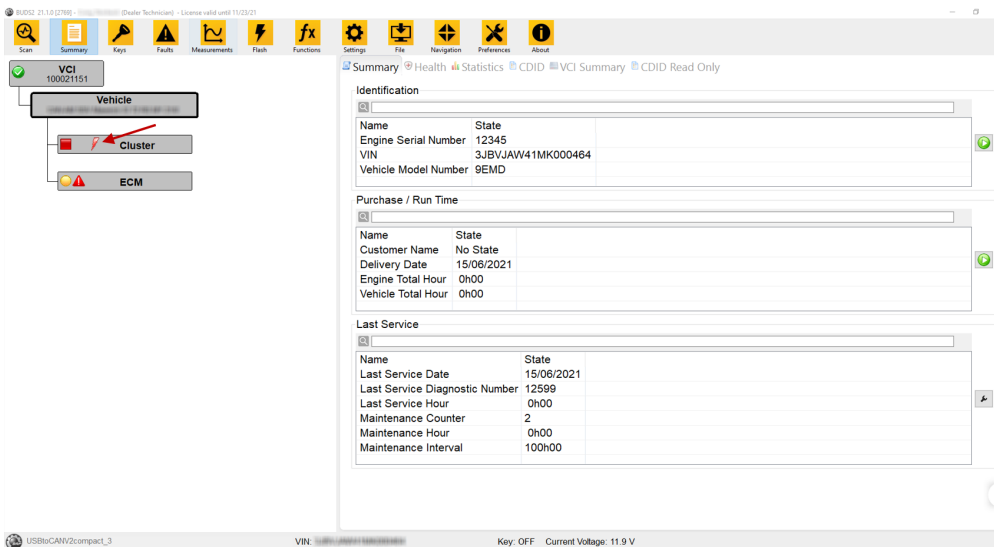 BUDS2 -21.1.0 [2768] - (Dealer Technician) - License valid until 11/23/21
Scan Summary Keys Faults Measurements Flash Functions Settings File Navigation Preferences About
VCI
100021151
Vehicle
Cluster
ECM
Summary Health Statistics CDID VCI Summary CDID Read Only
Identification
Name State
Engine Serial Number 12345
VIN 3JBVJAW41MK000464
Vehicle Model Number 9EMD
Purchase / Run Time
Name State
Customer Name No State
Delivery Date 15/06/2021
Engine Total Hour 0h00
Vehicle Total Hour 0h00
Last Service
Name State
Last Service Date 15/06/2021
Last Service Diagnostic Number 12599
Last Service Hour 0h00
Maintenance Counter 2
Maintenance Hour 0h00
Maintenance Interval 100h00
USBtoCANV2compact_3 VIN: Key: OFF Current Voltage: 11.9 V